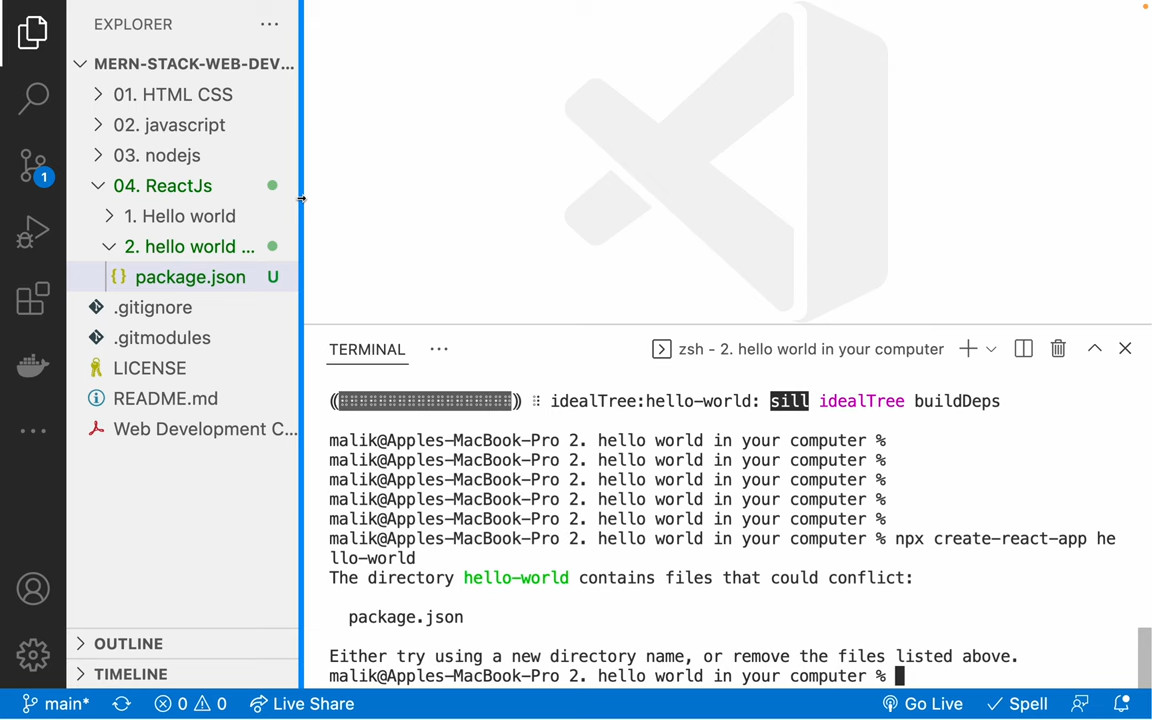 EXPLORER
MERN-STACK-WEB-DEV...
01. HTML CSS
02. javascript
03. nodejs
04. ReactJs
1. Hello world
2. hello world ...
{} package.json U
.gitignore
.gitmodules
LICENSE
README.md
Web Development C...
OUTLINE
TIMELINE
1
TERMINAL
zsh - 2. hello world in your computer
(⠿⠿⠿⠿⠿⠿⠿⠿⠿⠿⠿⠿⠿⠿⠿⠿⠿⠿) ⠿ idealTree:hello-world: sill idealTree buildDeps
malik@Apples-MacBook-Pro 2. hello world in your computer %
malik@Apples-MacBook-Pro 2. hello world in your computer %
malik@Apples-MacBook-Pro 2. hello world in your computer %
malik@Apples-MacBook-Pro 2. hello world in your computer %
malik@Apples-MacBook-Pro 2. hello world in your computer %
malik@Apples-MacBook-Pro 2. hello world in your computer % npx create-react-app he
llo-world
The directory hello-world contains files that could conflict:
package.json
Either try using a new directory name, or remove the files listed above.
malik@Apples-MacBook-Pro 2. hello world in your computer %
main* 0 0 Live Share Go Live Spell